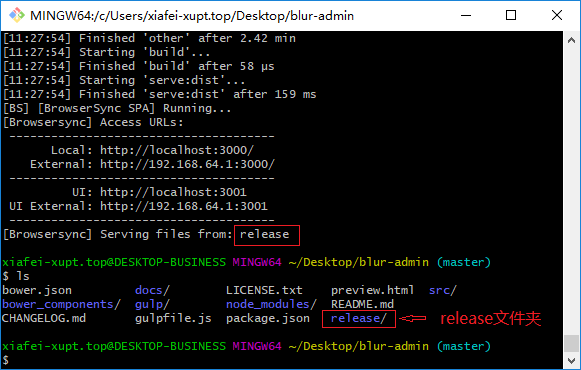 MINGW64:/c/Users/xiafei-xupt.top/Desktop/blur-admin
[11:27:54] Finished 'other' after 2.42 min
[11:27:54] Starting 'build'...
[11:27:54] Finished 'build' after 58 μs
[11:27:54] Starting 'serve:dist'...
[11:27:54] Finished 'serve:dist' after 159 ms
[BS] [BrowserSync SPA] Running...
[Browsersync] Access URLs:
--------------------------------------
Local: http://localhost:3000/
External: http://192.168.64.1:3000/
--------------------------------------
UI: http://localhost:3001
UI External: http://192.168.64.1:3001
--------------------------------------
[Browsersync] Serving files from: release
xiafei-xupt.top@DESKTOP-BUSINESS MINGW64 ~/Desktop/blur-admin (master)
$ ls
bower.json docs/ LICENSE.txt preview.html src/
bower_components/ gulp/ node_modules/ README.md
CHANGELOG.md gulpfile.js package.json release/ release文件夹
xiafei-xupt.top@DESKTOP-BUSINESS MINGW64 ~/Desktop/blur-admin (master)
$